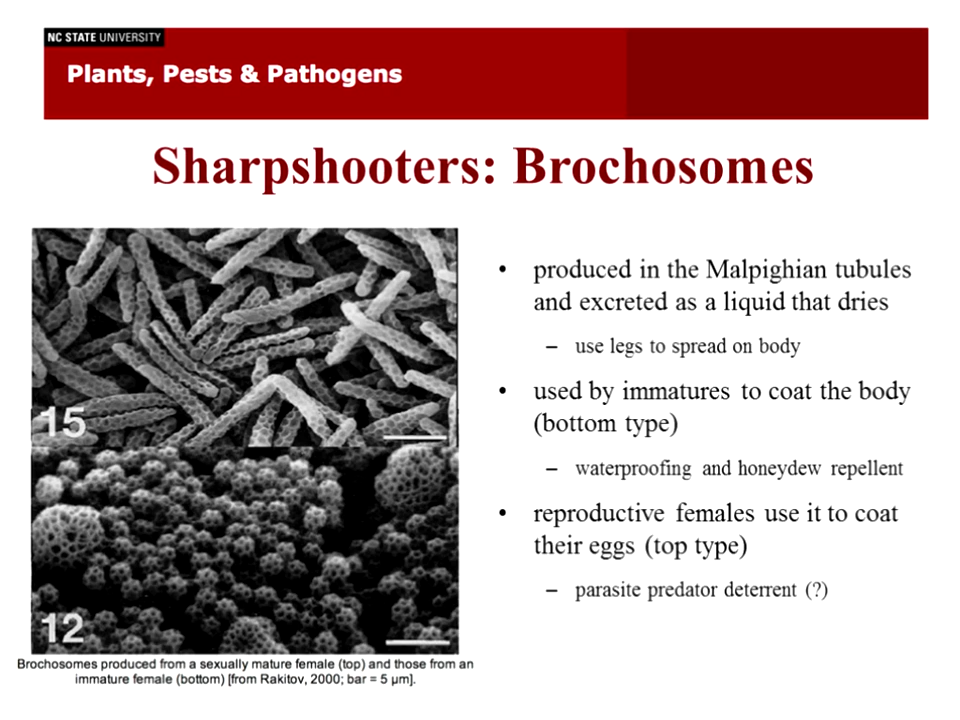 NC STATE UNIVERSITY
Plants, Pests & Pathogens
Sharpshooters: Brochosomes
15
12
Brochosomes produced from a sexually mature female (top) and those from an
immature female (bottom) [from Rakitov, 2000; bar = 5 µm].
• produced in the Malpighian tubules
and excreted as a liquid that dries
– use legs to spread on body
• used by immatures to coat the body
(bottom type)
– waterproofing and honeydew repellent
• reproductive females use it to coat
their eggs (top type)
– parasite predator deterrent (?)